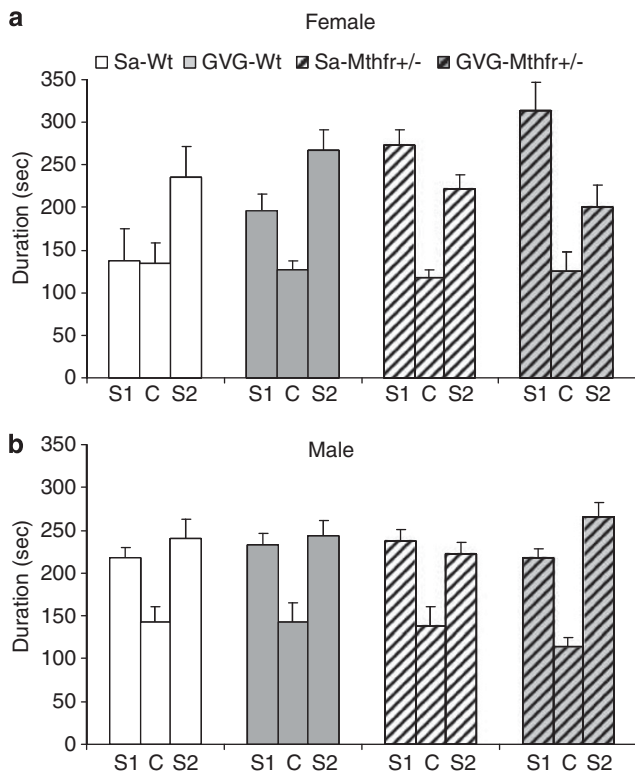 a
Female
Sa-Wt GVG-Wt Sa-Mthfr+/- GVG-Mthfr+/-
Duration (sec)
350
300
250
200
150
100
50
0
S1 C S2 S1 C S2 S1 C S2 S1 C S2
b
Male
Duration (sec)
350
300
250
200
150
100
50
0
S1 C S2 S1 C S2 S1 C S2 S1 C S2